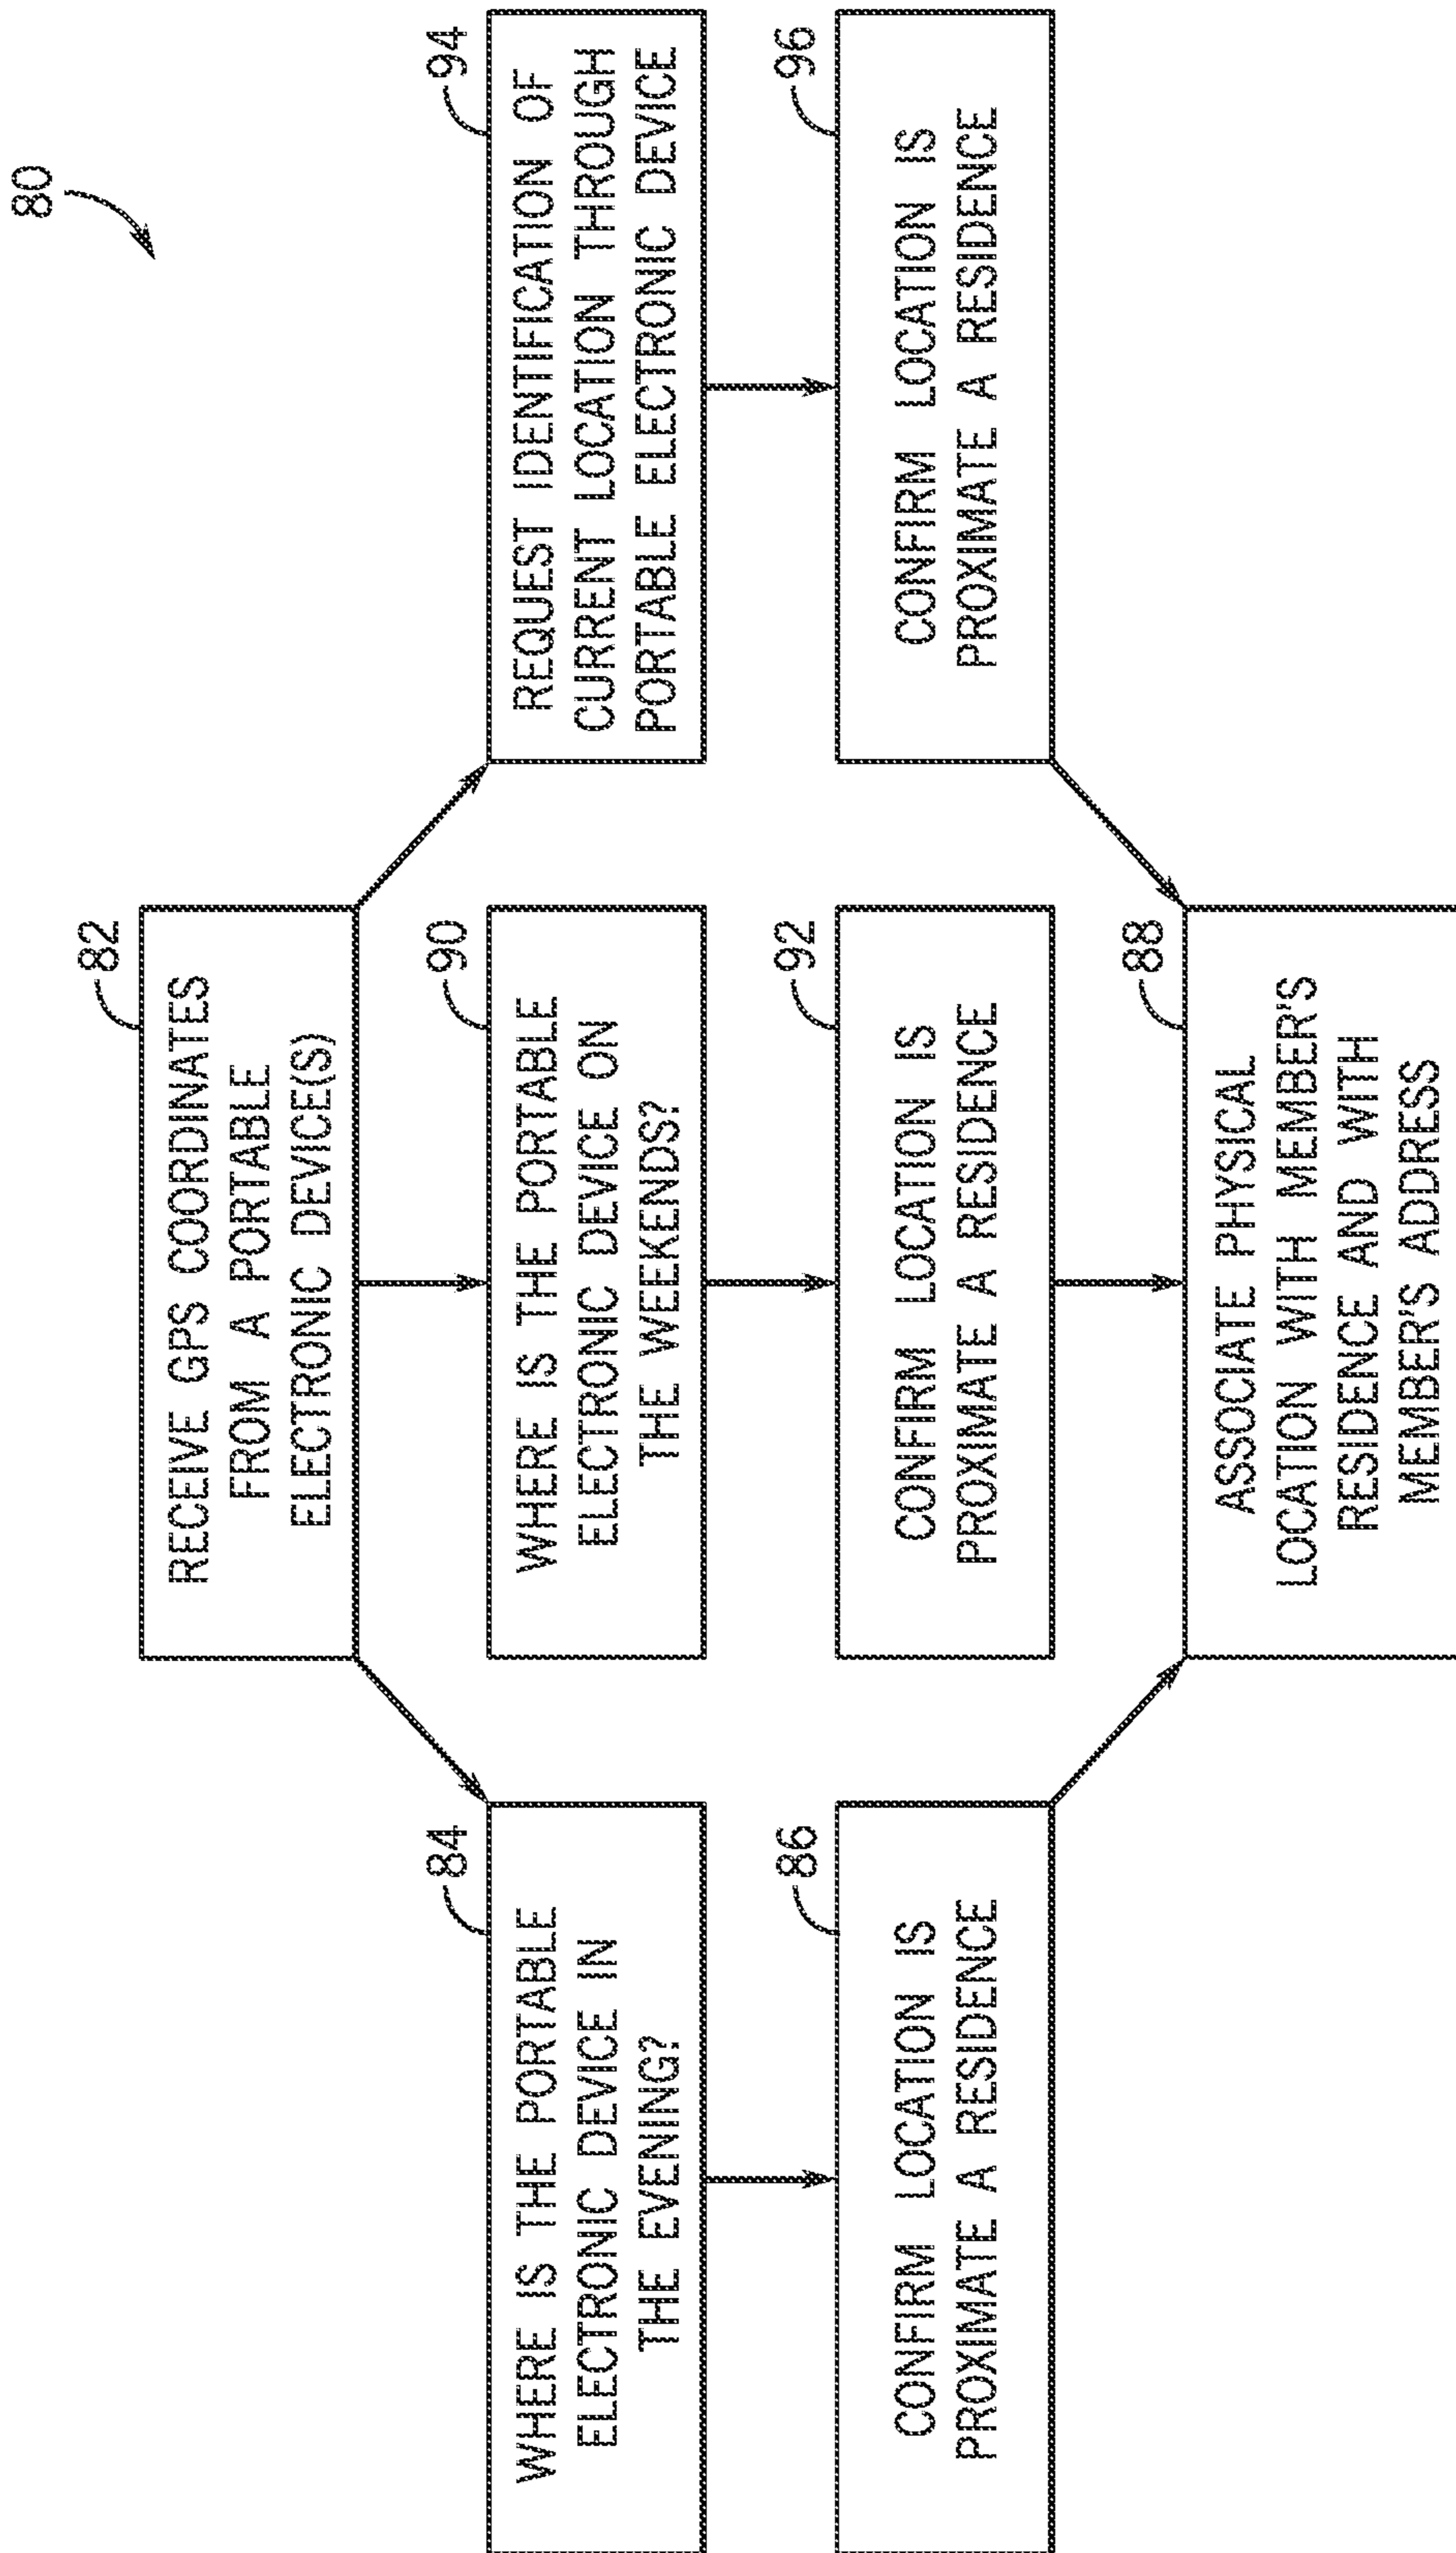 80
82
RECEIVE GPS COORDINATES
FROM A PORTABLE
ELECTRONIC DEVICE(S)
84
WHERE IS THE PORTABLE
ELECTRONIC DEVICE IN
THE EVENING?
90
WHERE IS THE PORTABLE
ELECTRONIC DEVICE ON
THE WEEKENDS?
94
REQUEST IDENTIFICATION OF
CURRENT LOCATION THROUGH
PORTABLE ELECTRONIC DEVICE
86
CONFIRM LOCATION IS
PROXIMATE A RESIDENCE
92
CONFIRM LOCATION IS
PROXIMATE A RESIDENCE
96
CONFIRM LOCATION IS
PROXIMATE A RESIDENCE
88
ASSOCIATE PHYSICAL
LOCATION WITH MEMBER'S
RESIDENCE AND WITH
MEMBER'S ADDRESS